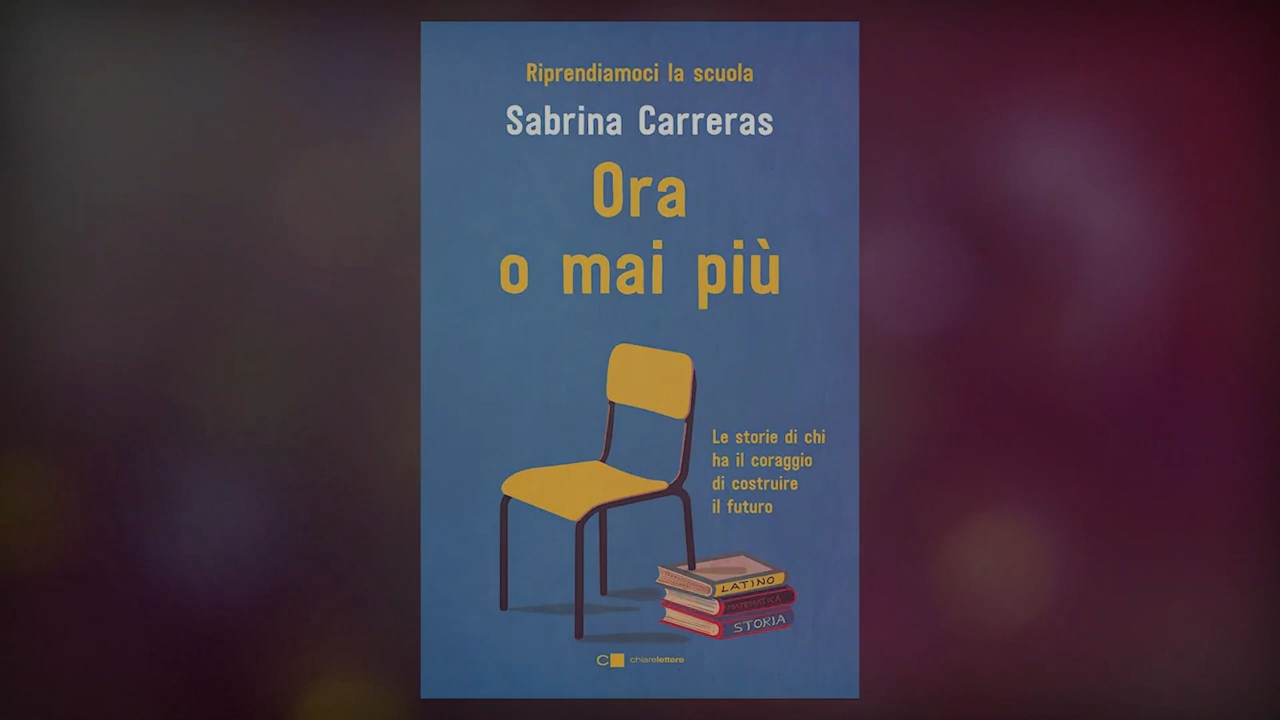 Riprendiamoci la scuola
Sabrina Carreras
Ora
o mai più
Le storie di chi
ha il coraggio
di costruire
il futuro
LATINO
MATEMATICA
STORIA
chiarelettere